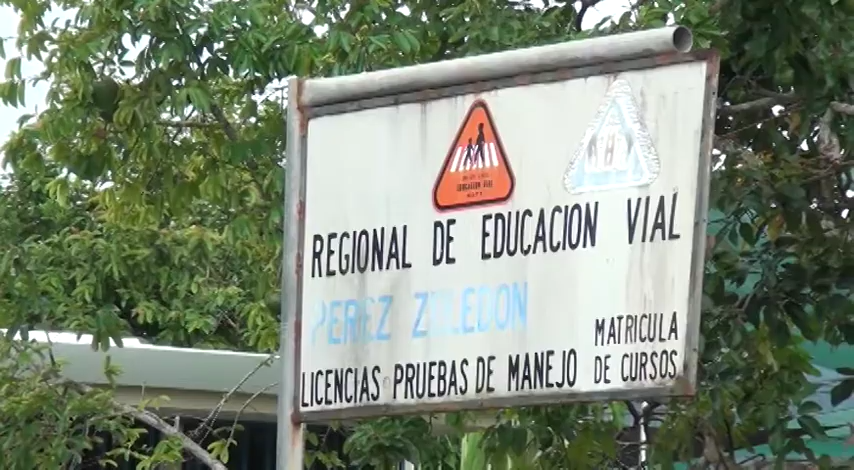 REGIONAL DE EDUCACION VIAL
PEREZ ZELEDON
LICENCIAS PRUEBAS DE MANEJO
MATRICULA
DE CURSOS